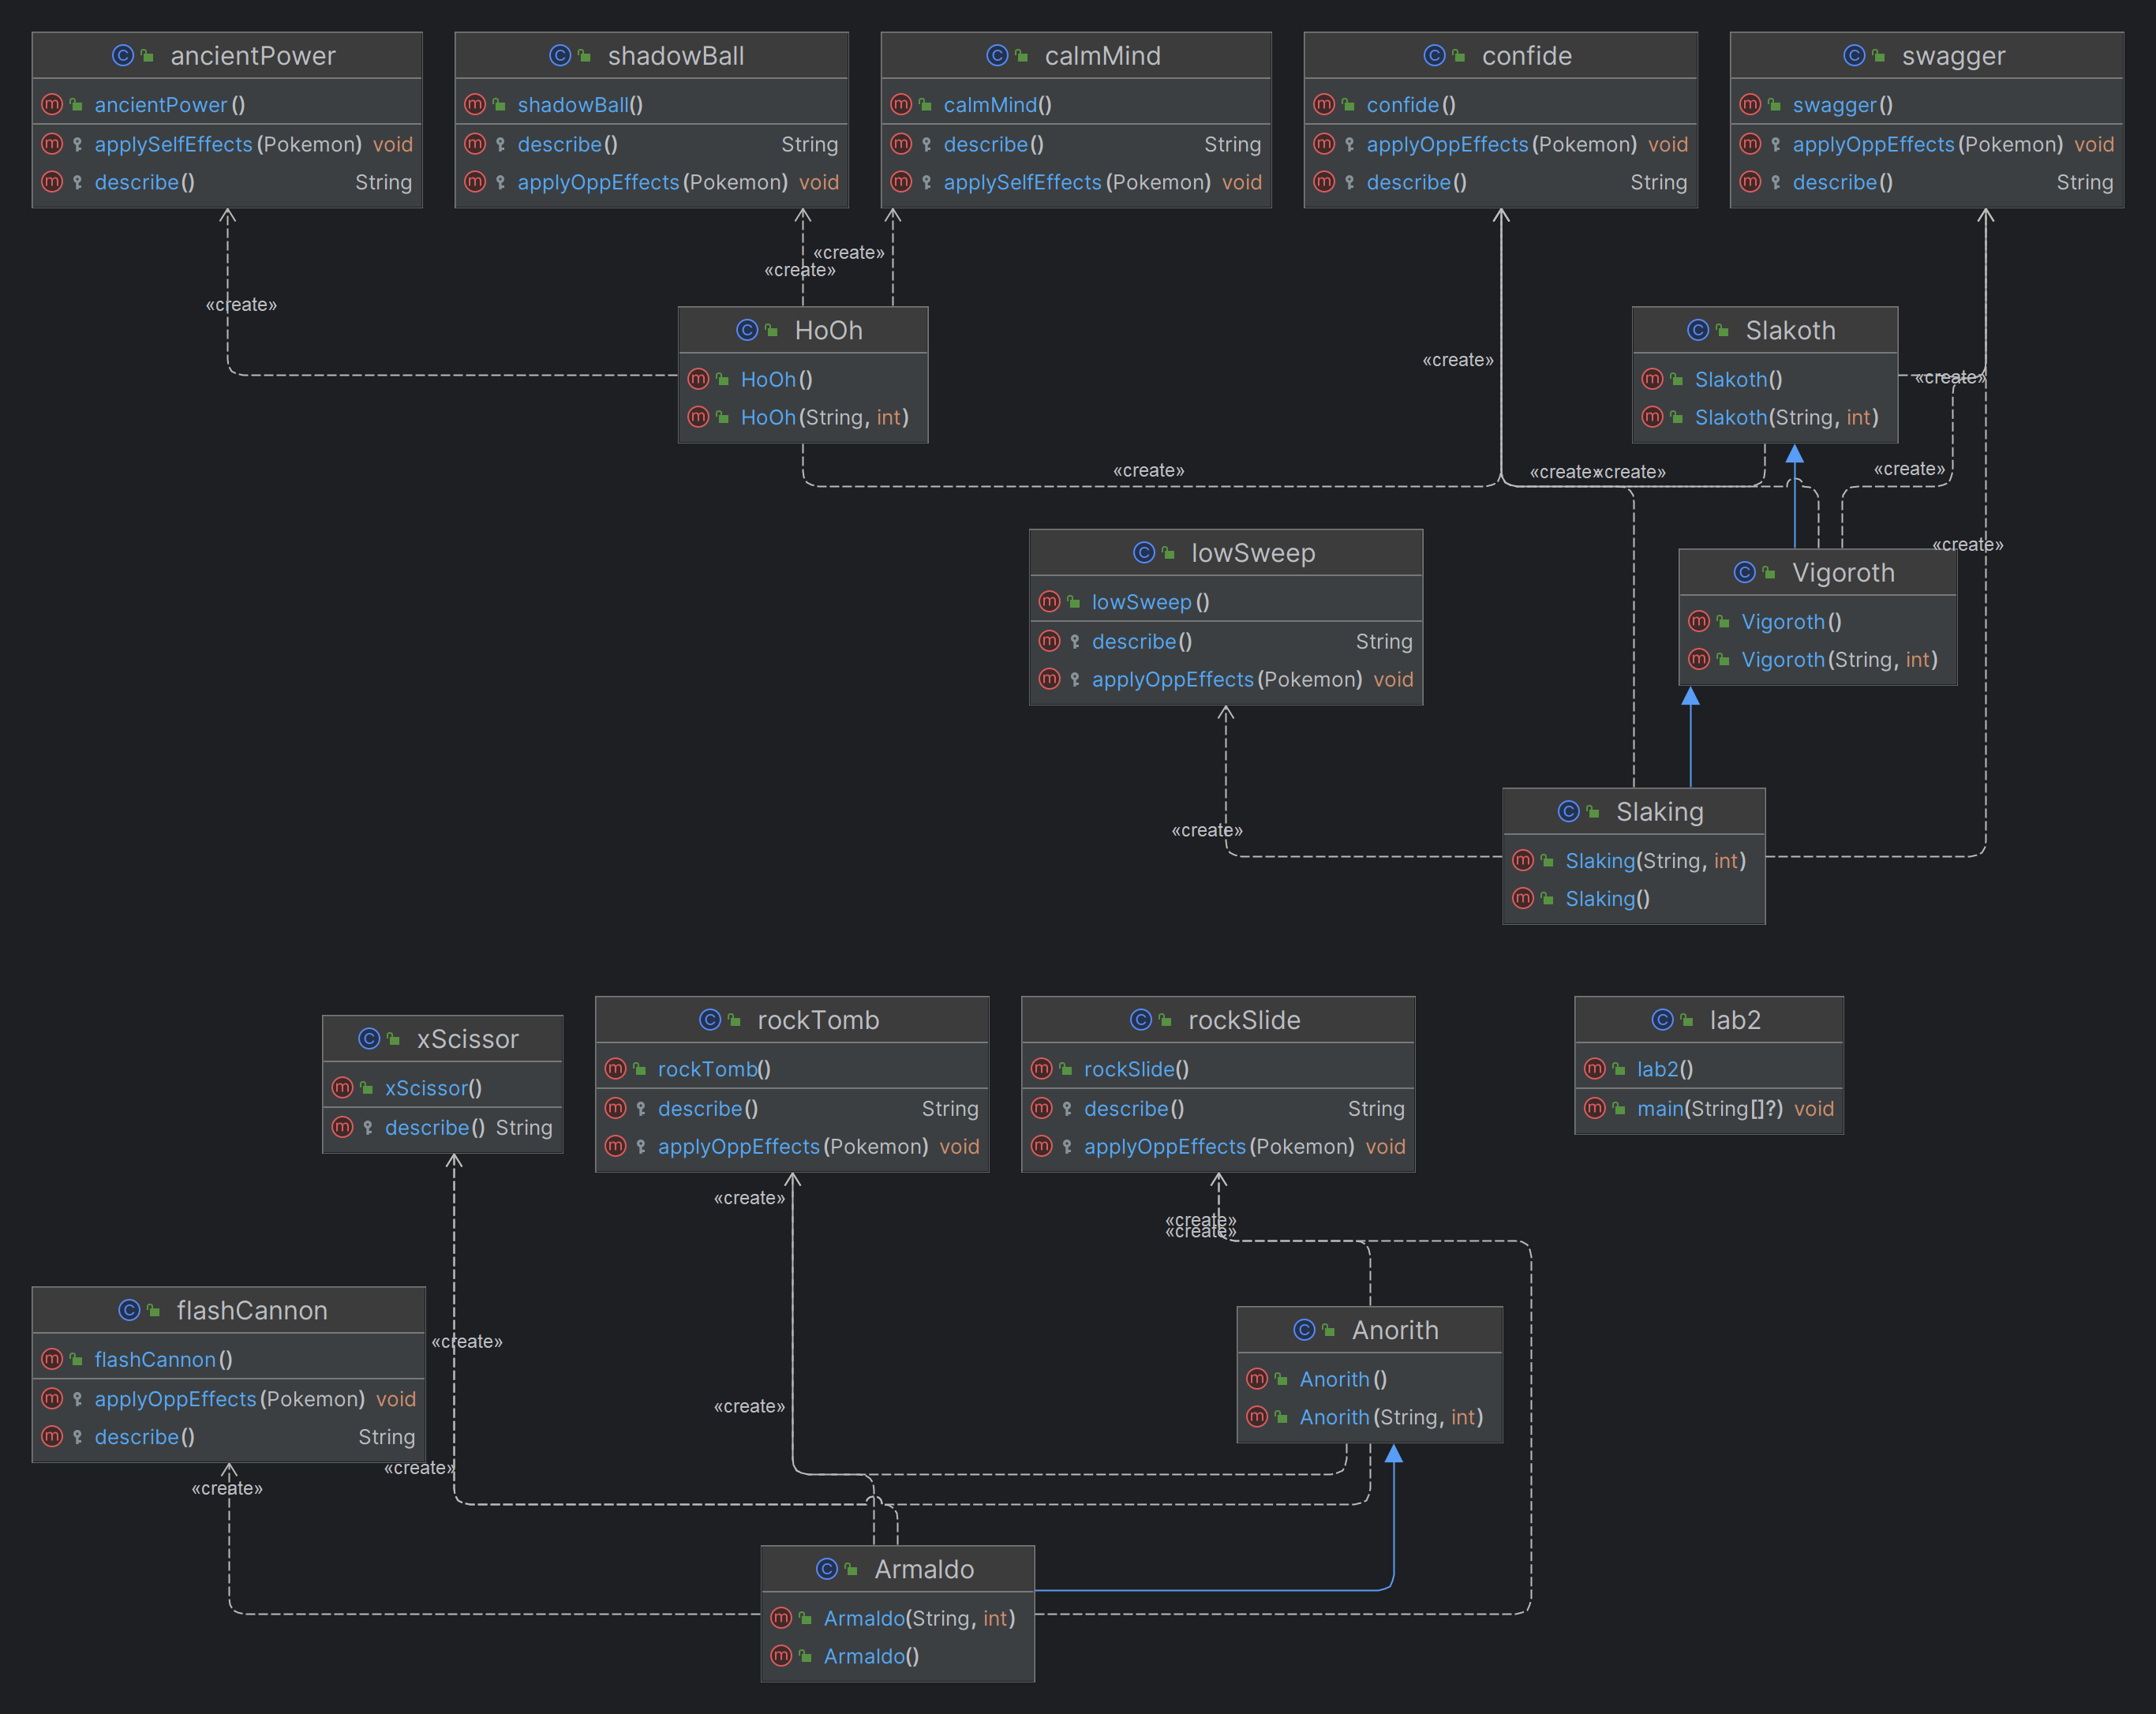 ancientPower
ancientPower()
applySelfEffects(Pokemon) void
describe() String
shadowBall
shadowBall()
describe() String
applyOppEffects(Pokemon) void
calmMind
calmMind()
describe() String
applySelfEffects(Pokemon) void
confide
confide()
applyOppEffects(Pokemon) void
describe() String
swagger
swagger()
applyOppEffects(Pokemon) void
describe() String
«create»
«create»
«create»
HoOh
HoOh()
HoOh(String, int)
«create»
Slakoth
Slakoth()
Slakoth(String, int)
«create»
«create»
«create»
«create»
«create»
lowSweep
lowSweep()
describe() String
applyOppEffects(Pokemon) void
«create»
Vigoroth
Vigoroth()
Vigoroth(String, int)
«create»
Slaking
Slaking(String, int)
Slaking()
xScissor
xScissor()
describe() String
rockTomb
rockTomb()
describe() String
applyOppEffects(Pokemon) void
rockSlide
rockSlide()
describe() String
applyOppEffects(Pokemon) void
lab2
lab2()
main(String[]?) void
«create»
«create»
«create»
flashCannon
flashCannon()
applyOppEffects(Pokemon) void
describe() String
«create»
«create»
Anorith
Anorith()
Anorith(String, int)
«create»
«create»
Armaldo
Armaldo(String, int)
Armaldo()